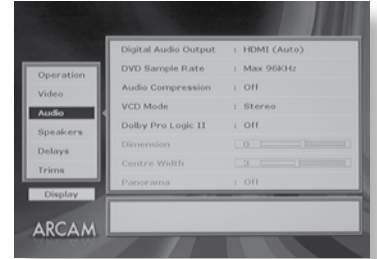 Operation
Video
Audio
Speakers
Delays
Trims
Display
ARCAM
Digital Audio Output : HDMI (Auto)
DVD Sample Rate : Max 96KHz
Audio Compression : Off
VCD Mode : Stereo
Dolby Pro Logic II : Off
Dimension : 0
Centre Width : 3
Panorama : Off